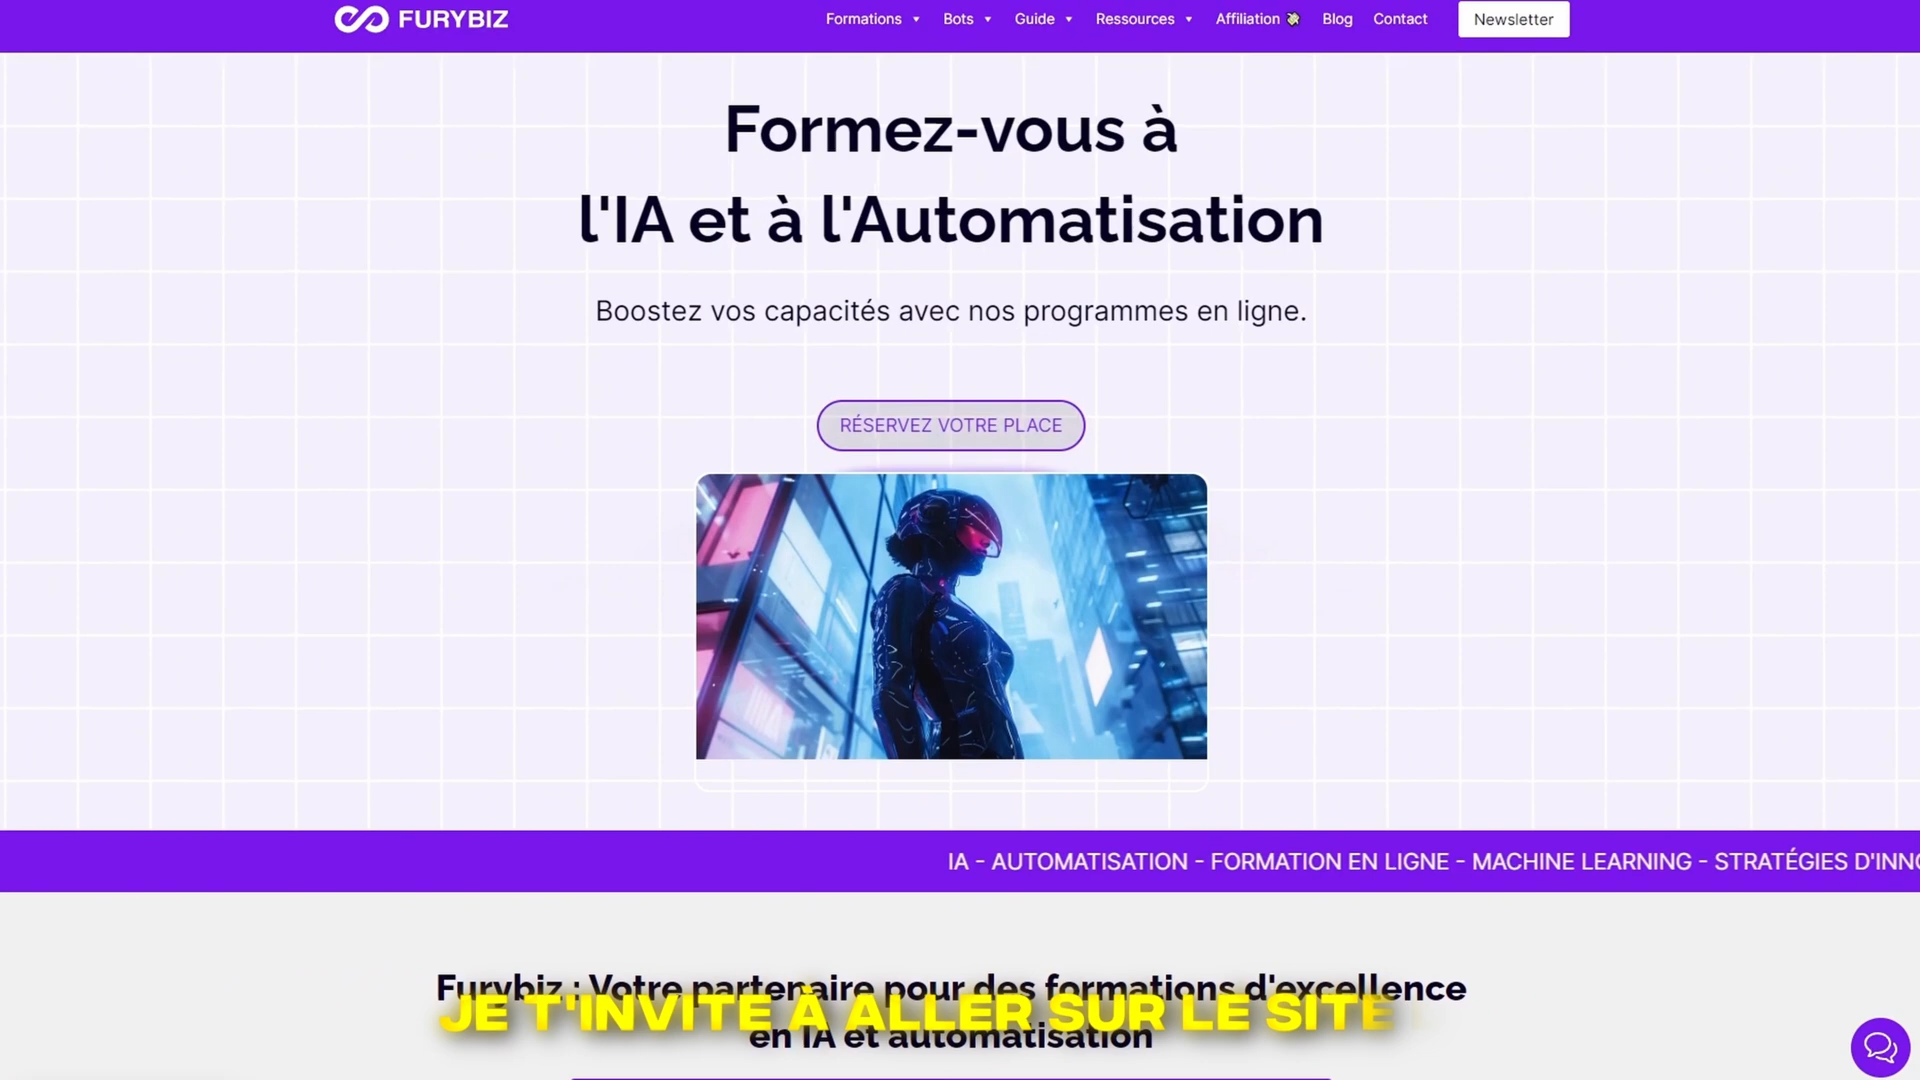 FURYBIZ
Formations
Bots
Guide
Ressources
Affiliation
Blog
Contact
Newsletter
Formez-vous à
l'IA et à l'Automatisation
Boostez vos capacités avec nos programmes en ligne.
RÉSERVEZ VOTRE PLACE
IA - AUTOMATISATION - FORMATION EN LIGNE - MACHINE LEARNING - STRATÉGIES D'INNO
Furybiz : Votre partenaire pour des formations d'excellence
JE T'INVITE À ALLER SUR LE SITE
en IA et automatisation